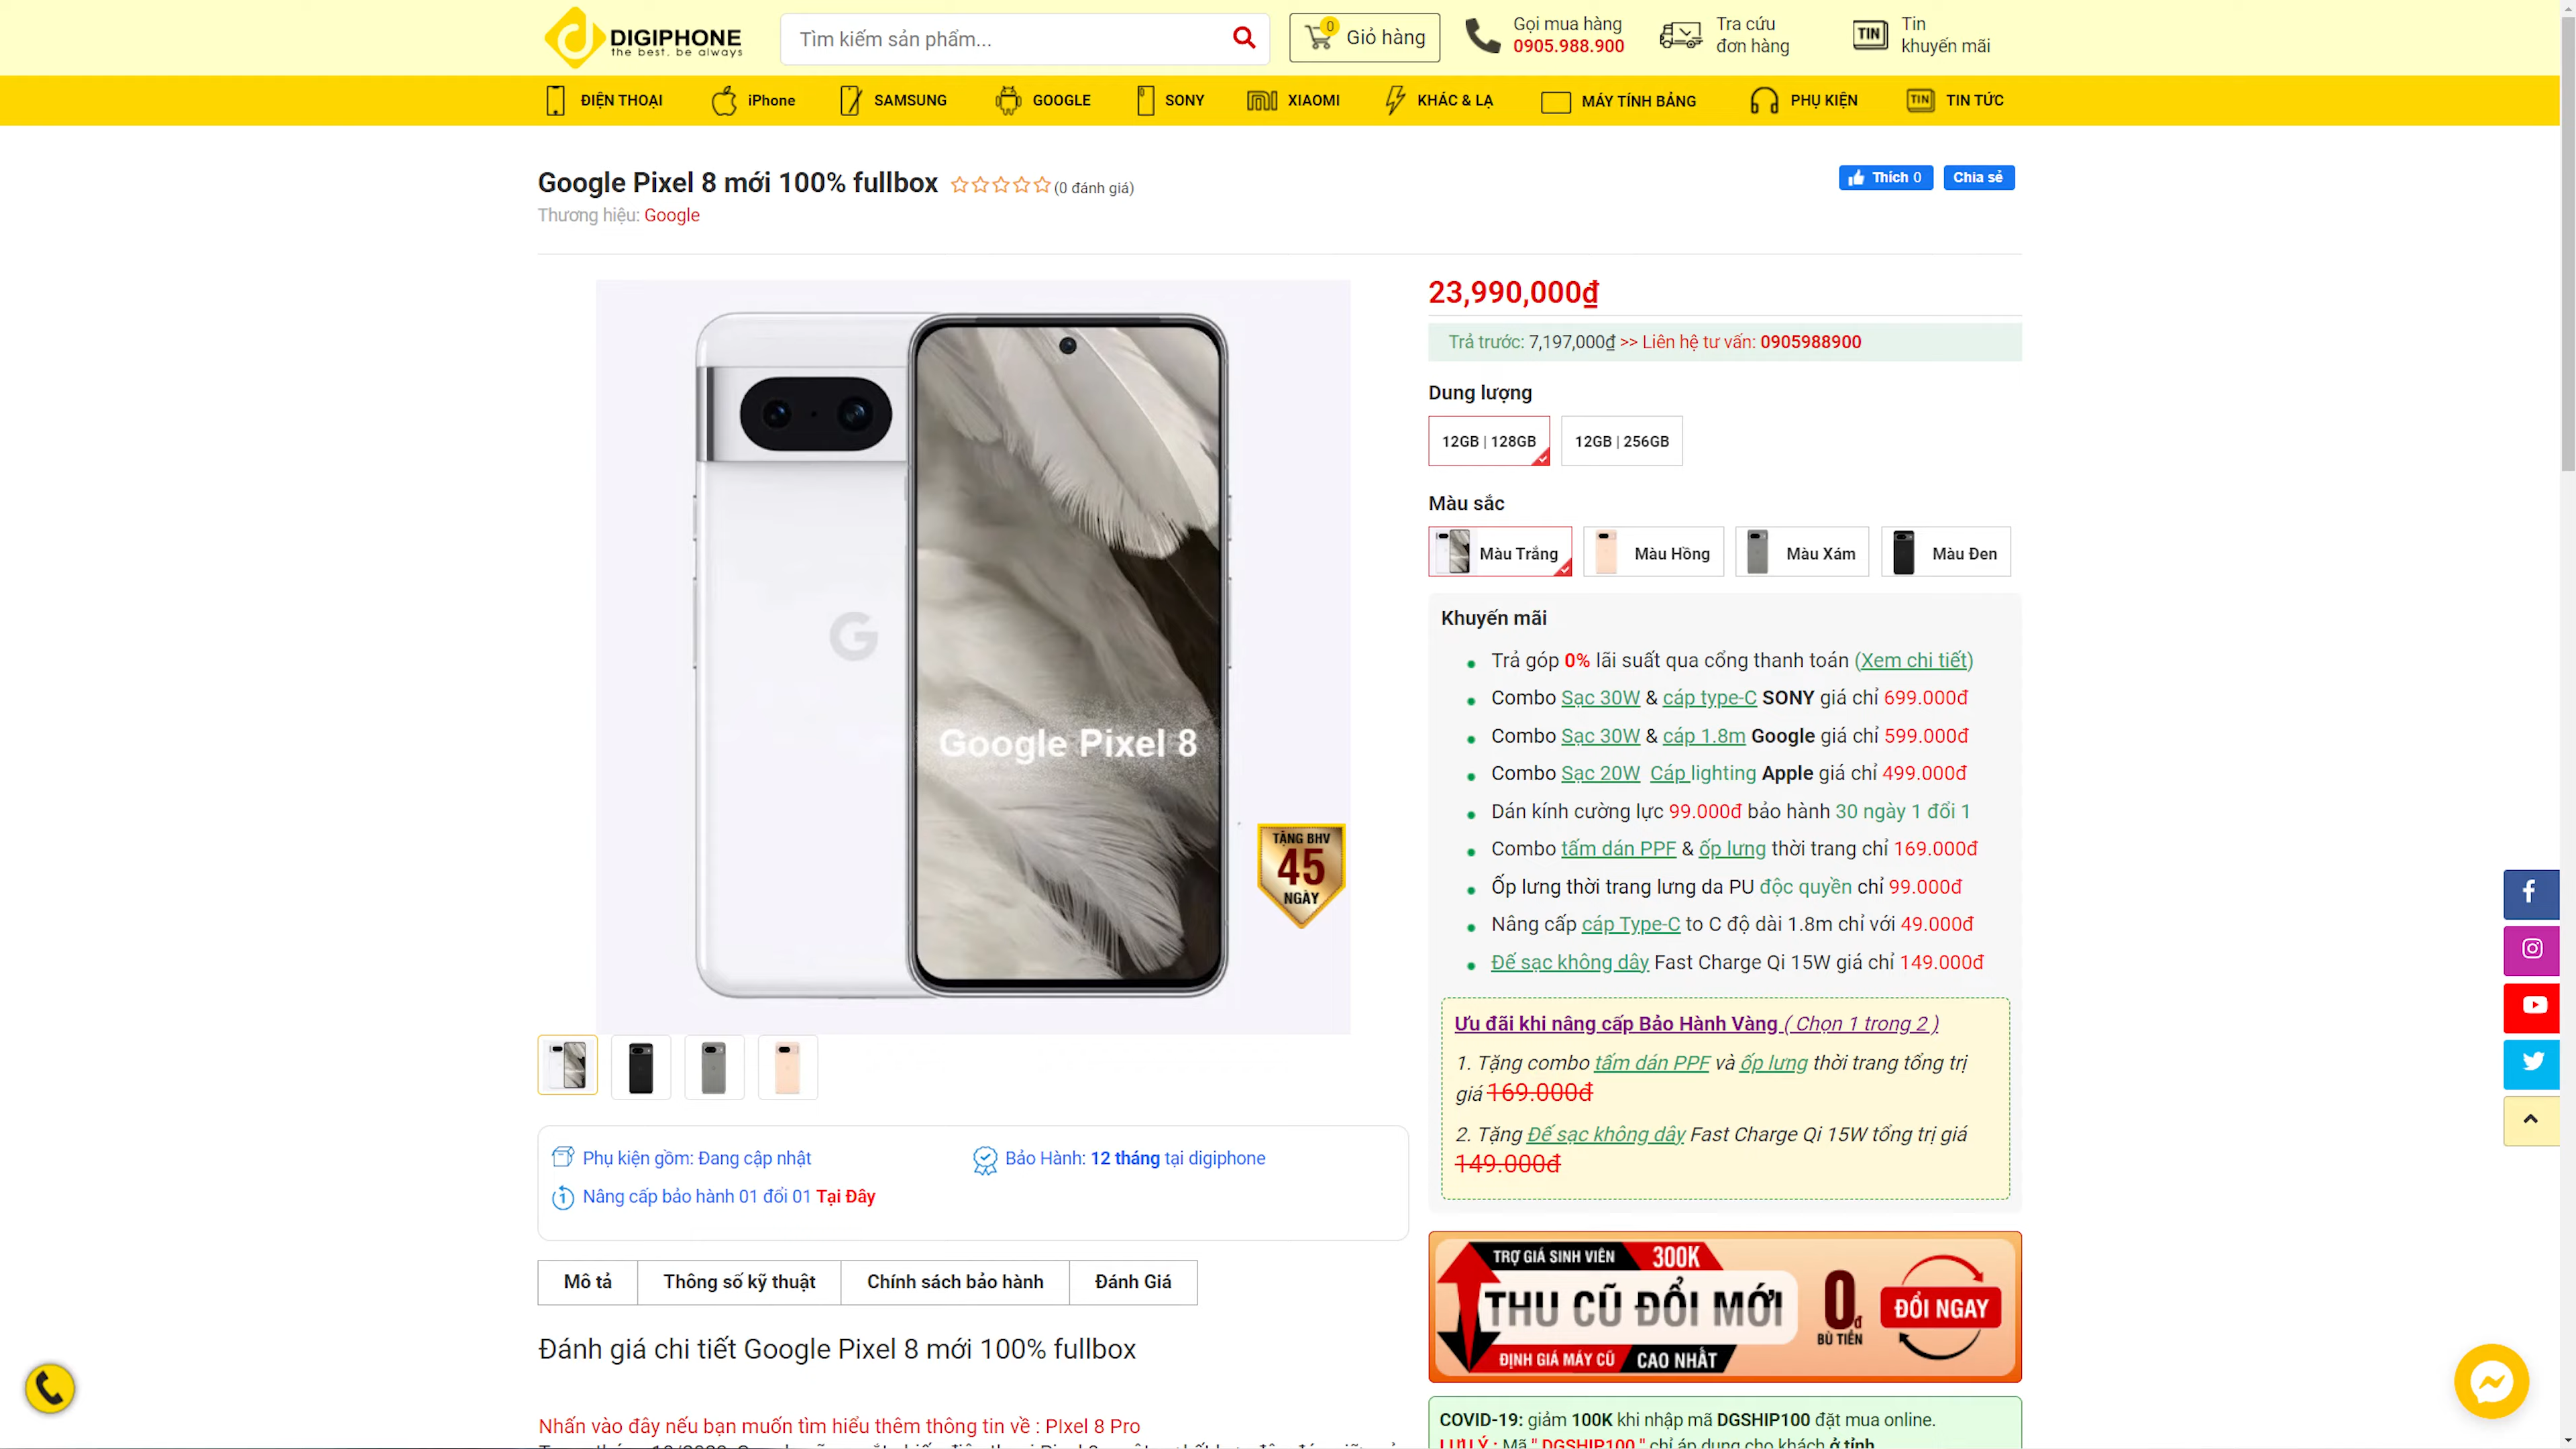 DIGIPHONE
the best. be always
Tìm kiếm sản phẩm...
0
Giỏ hàng
Gọi mua hàng
0905.988.900
Tra cứu
đơn hàng
TIN
Tin
khuyến mãi
ĐIỆN THOẠI
iPhone
SAMSUNG
GOOGLE
SONY
XIAOMI
KHÁC & LẠ
MÁY TÍNH BẢNG
PHỤ KIỆN
TIN
TIN TỨC
Google Pixel 8 mới 100% fullbox
(0 đánh giá)
Thích 0
Chia sẻ
Thương hiệu: Google
23,990,000₫
Trả trước: 7,197,000₫ >> Liên hệ tư vấn: 0905988900
Dung lượng
12GB | 128GB
12GB | 256GB
Màu sắc
Màu Trắng
Màu Hồng
Màu Xám
Màu Đen
G
Google Pixel 8
TẶNG BHV
45
NGÀY
Khuyến mãi
Trả góp 0% lãi suất qua cổng thanh toán (Xem chi tiết)
Combo Sạc 30W & cáp type-C SONY giá chỉ 699.000đ
Combo Sạc 30W & cáp 1.8m Google giá chỉ 599.000đ
Combo Sạc 20W Cáp lighting Apple giá chỉ 499.000đ
Dán kính cường lực 99.000đ bảo hành 30 ngày 1 đổi 1
Combo tấm dán PPF & ốp lưng thời trang chỉ 169.000đ
Ốp lưng thời trang lưng da PU độc quyền chỉ 99.000đ
Nâng cấp cáp Type-C to C độ dài 1.8m chỉ với 49.000đ
Đế sạc không dây Fast Charge Qi 15W giá chỉ 149.000đ
Ưu đãi khi nâng cấp Bảo Hành Vàng ( Chọn 1 trong 2 )
1. Tặng combo tấm dán PPF và ốp lưng thời trang tổng trị
giá 169.000đ
2. Tặng Đế sạc không dây Fast Charge Qi 15W tổng trị giá
149.000đ
Phụ kiện gồm: Đang cập nhật
Bảo Hành: 12 tháng tại digiphone
Nâng cấp bảo hành 01 đổi 01 Tại Đây
Mô tả
Thông số kỹ thuật
Chính sách bảo hành
Đánh Giá
TRỢ GIÁ SINH VIÊN 300K
THU CŨ ĐỔI MỚI
0đ
BÙ TIỀN
ĐỔI NGAY
ĐỊNH GIÁ MÁY CŨ CAO NHẤT
Đánh giá chi tiết Google Pixel 8 mới 100% fullbox
Nhấn vào đây nếu bạn muốn tìm hiểu thêm thông tin về : PIxel 8 Pro
COVID-19: giảm 100K khi nhập mã DGSHIP100 đặt mua online.
LƯU Ý : Mã " DGSHIP100 " chỉ áp dụng cho khách ở tỉnh